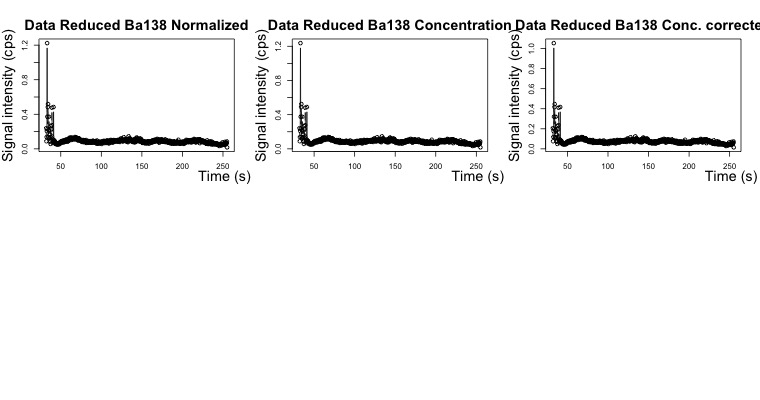 Data Reduced Ba138 Normalized
Signal intensity (cps)
0.0 0.4 0.8 1.2
50 100 150 200 250
Time (s)
Data Reduced Ba138 Concentration
Signal intensity (cps)
0.0 0.4 0.8 1.2
50 100 150 200 250
Time (s)
Data Reduced Ba138 Conc. correcte
Signal intensity (cps)
0.0 0.2 0.4 0.6 0.8 1.0
50 100 150 200 250
Time (s)